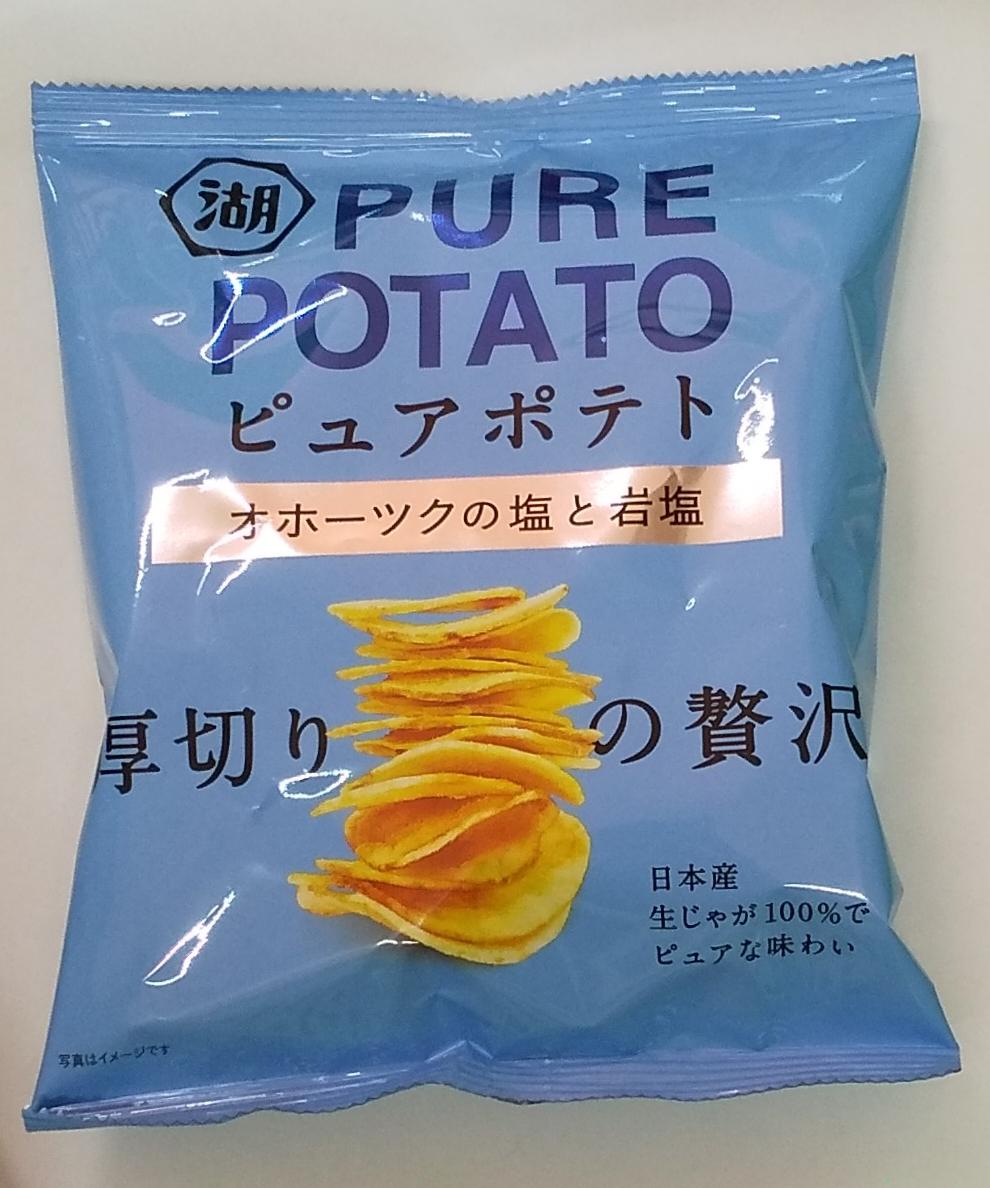 湖
PURE
POTATO
ピュアポテト
オホーツクの塩と岩塩
厚切りの贅沢
日本産
生じゃが100%で
ピュアな味わい
写真はイメージです